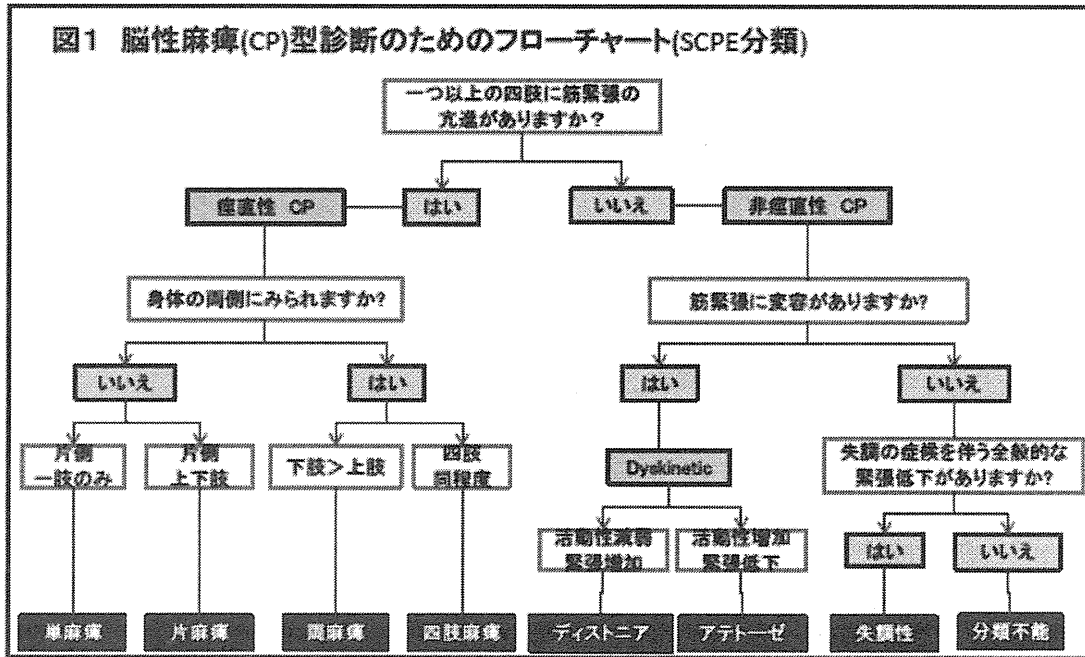 図1 脳性麻痺(CP)型診断のためのフローチャート(SCPE分類)
一つ以上の四肢に筋緊張の
亢進がありますか?
痙直性 CP
はい
いいえ
非痙直性 CP
身体の両側にみられますか?
筋緊張に変容がありますか?
いいえ
はい
はい
いいえ
片側
一肢のみ
片側
上下肢
下肢>上肢
四肢
同程度
Dyskinetic
失調の症候を伴う全般的な
緊張低下がありますか?
活動性減弱
緊張増加
活動性増加
緊張低下
はい
いいえ
単麻痺
片麻痺
両麻痺
四肢麻痺
ディストニア
アテトーゼ
失調性
分類不能